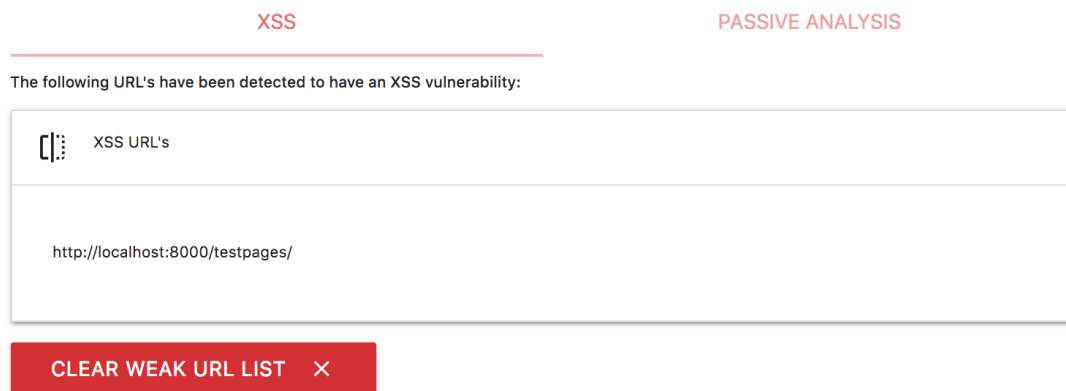 XSS
PASSIVE ANALYSIS
The following URL's have been detected to have an XSS vulnerability:
XSS URL's
http://localhost:8000/testpages/
CLEAR WEAK URL LIST